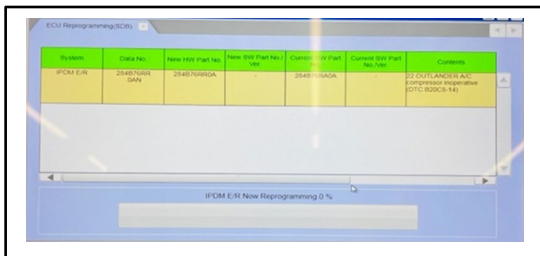 ECU Reprogramming(SDB)
System Data No. New HW Part No. New SW Part No./ Ver. Current HW Part No. Current SW Part No./Ver. Contents
IPDM E/R 284B76RR 0AN 284B76RR0A - - 22 OUTLANDER A/C
compressor inoperative
(DTC:B20C8-14)
IPDM E/R Now Reprogramming 0 %